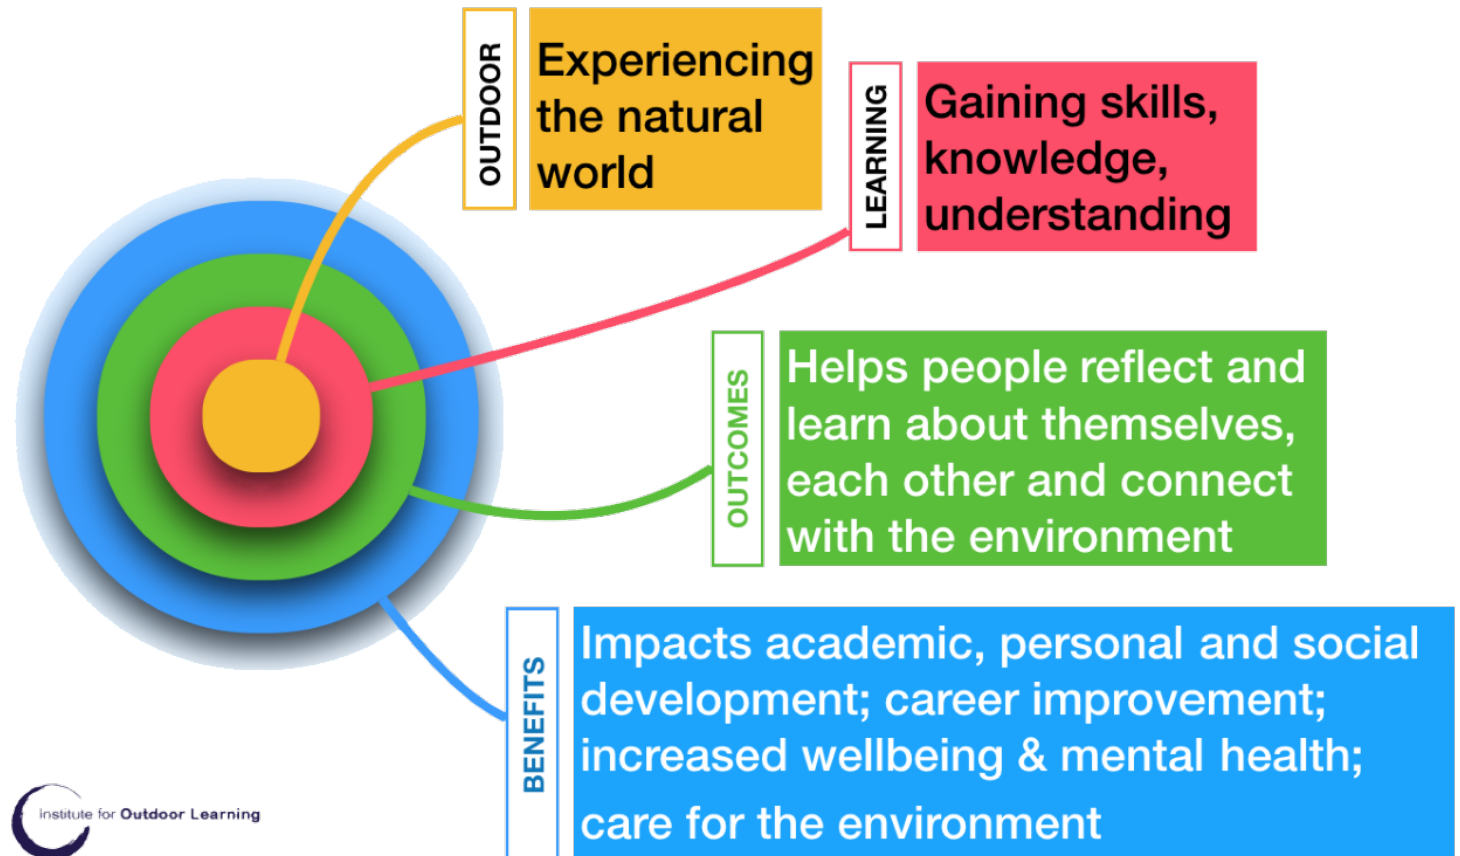 OUTDOOR
Experiencing
the natural
world
LEARNING
Gaining skills,
knowledge,
understanding
OUTCOMES
Helps people reflect and
learn about themselves,
each other and connect
with the environment
BENEFITS
Impacts academic, personal and social
development; career improvement;
increased wellbeing & mental health;
care for the environment
Institute for Outdoor Learning